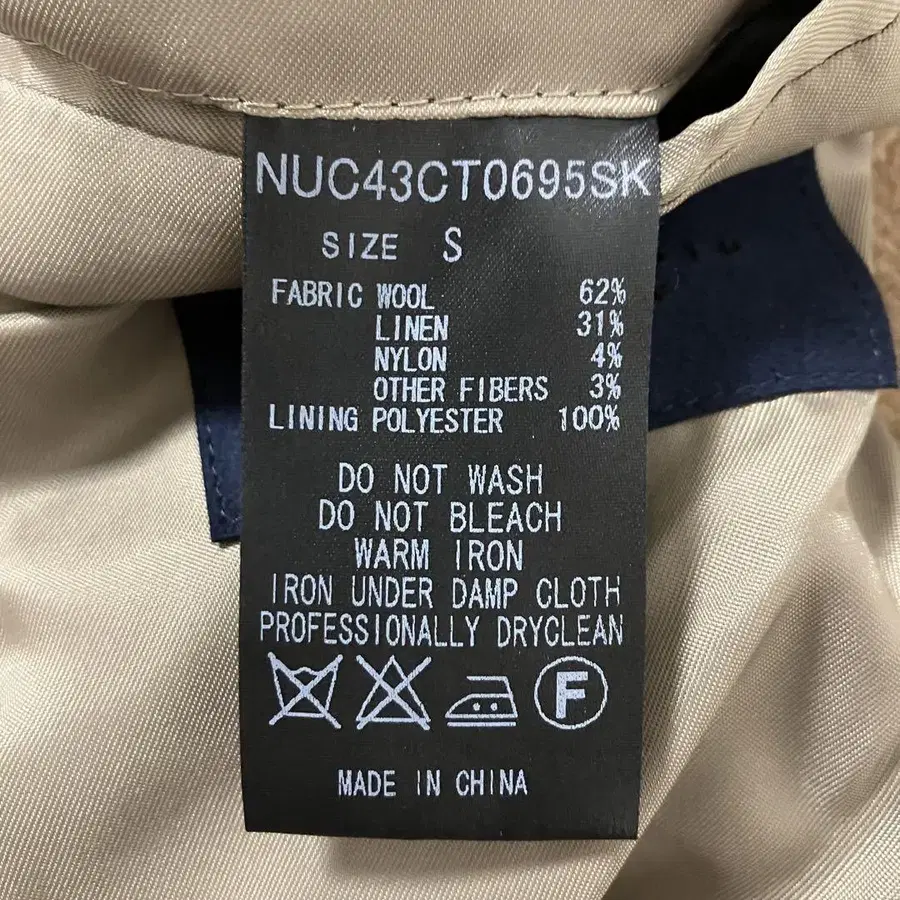 NUC43CT0695SK
SIZE S
FABRIC WOOL 62%
LINEN 31%
NYLON 4%
OTHER FIBERS 3%
LINING POLYESTER 100%
DO NOT WASH
DO NOT BLEACH
WARM IRON
IRON UNDER DAMP CLOTH
PROFESSIONALLY DRYCLEAN
F
MADE IN CHINA